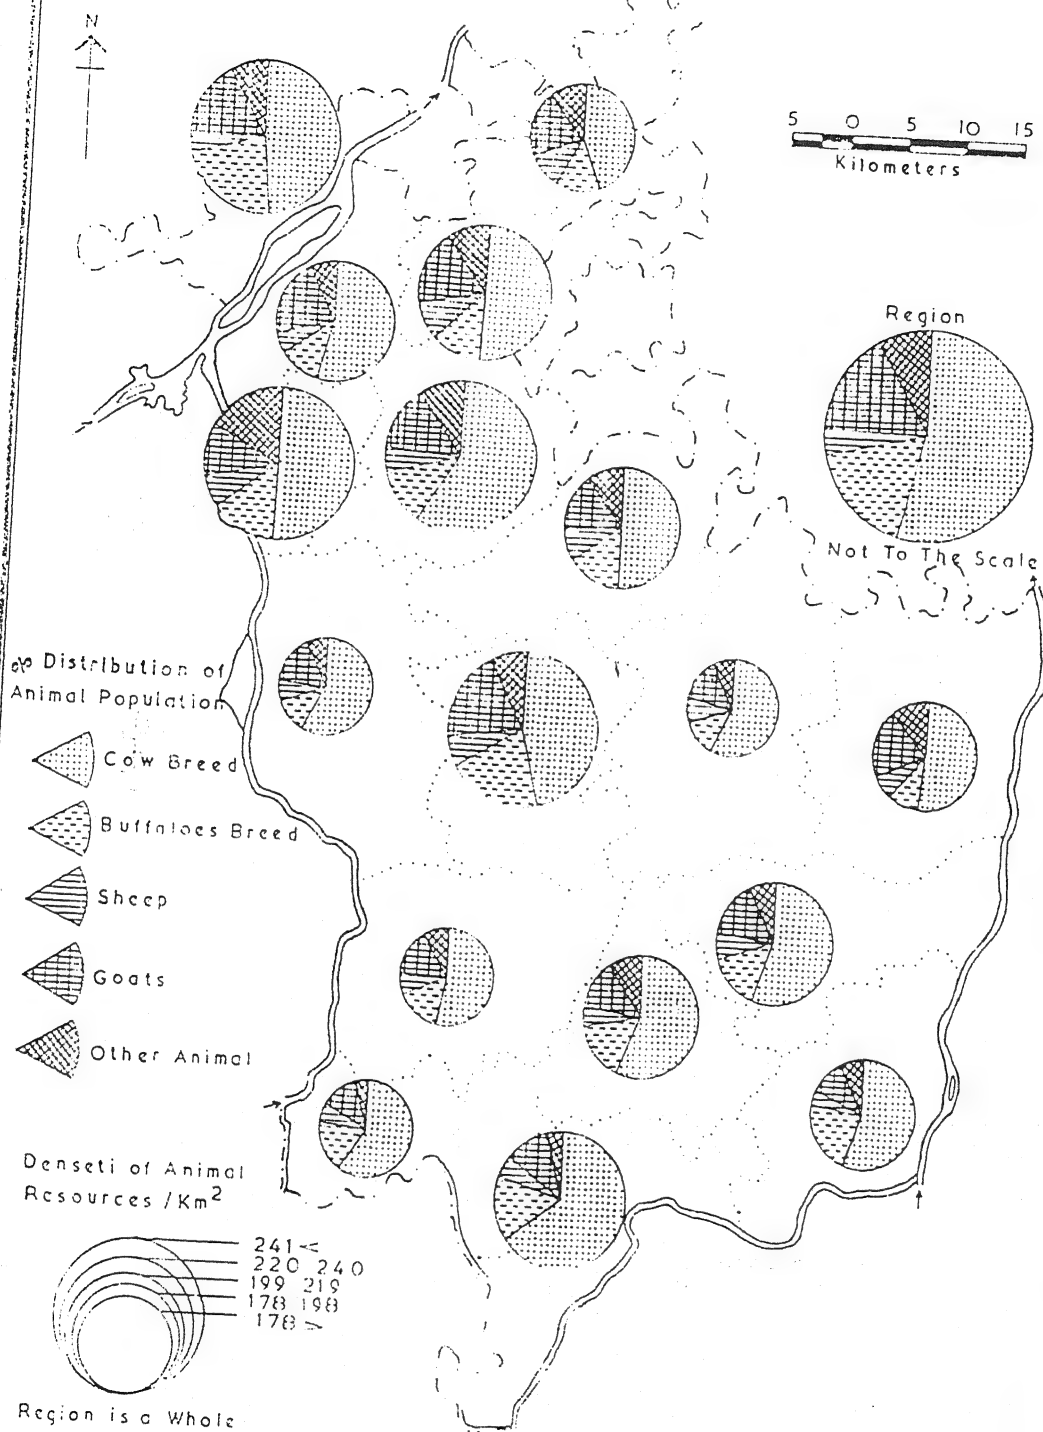 N
5 0 5 10 15
Kilometers
Region
Not To The Scale
% Distribution of
Animal Population
Cow Breed
Buffaloes Breed
Sheep
Goats
Other Animal
Denseti of Animal
Resources /Km²
241 <
220 240
199 219
178 198
178 >
Region is a Whole